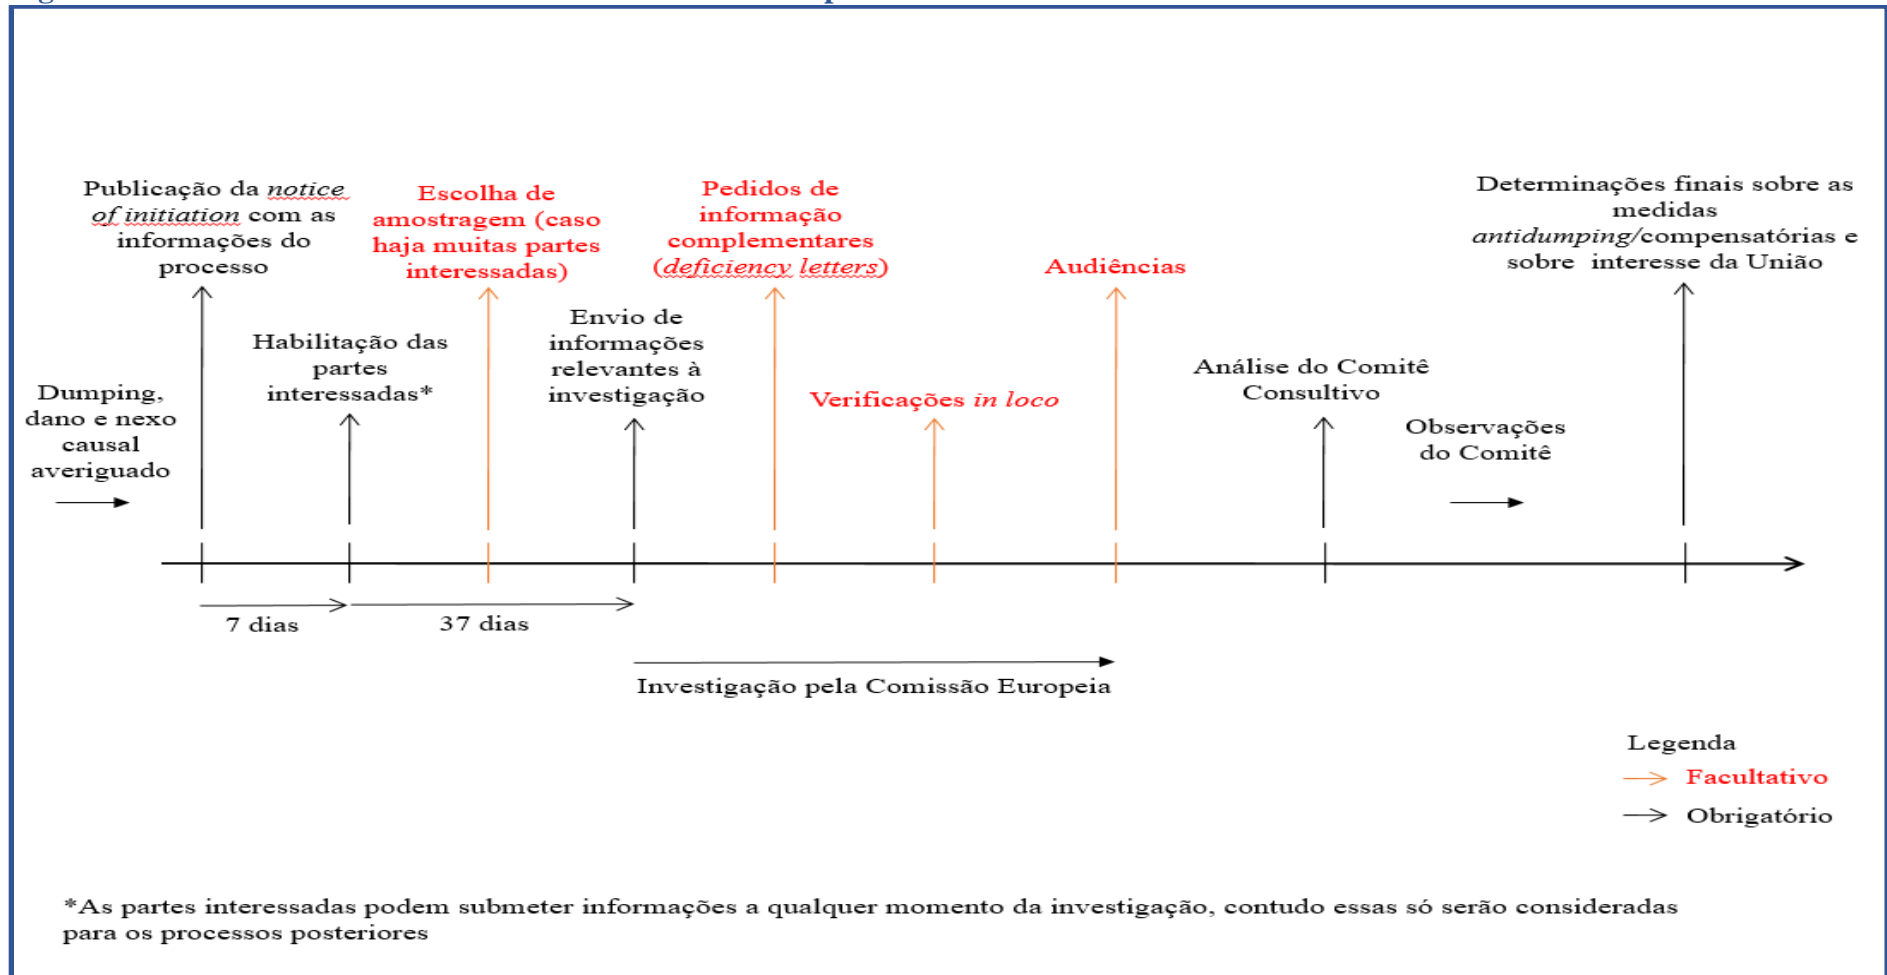 Publicação da notice
of initiation com as
informações do
processo
Escolha de
amostragem (caso
haja muitas partes
interessadas)
Pedidos de
informação
complementares
(deficiency letters)
Audiências
Determinações finais sobre as
medidas
antidumping/compensatórias e
sobre interesse da União
Dumping,
dano e nexo
causal
averiguado
Habilitação das
partes
interessadas*
Envio de
informações
relevantes à
investigação
Verificações in loco
Análise do Comitê
Consultivo
Observações
do Comitê
7 dias
37 dias
Investigação pela Comissão Europeia
Legenda
Facultativo
Obrigatório
*As partes interessadas podem submeter informações a qualquer momento da investigação, contudo essas só serão consideradas
para os processos posteriores